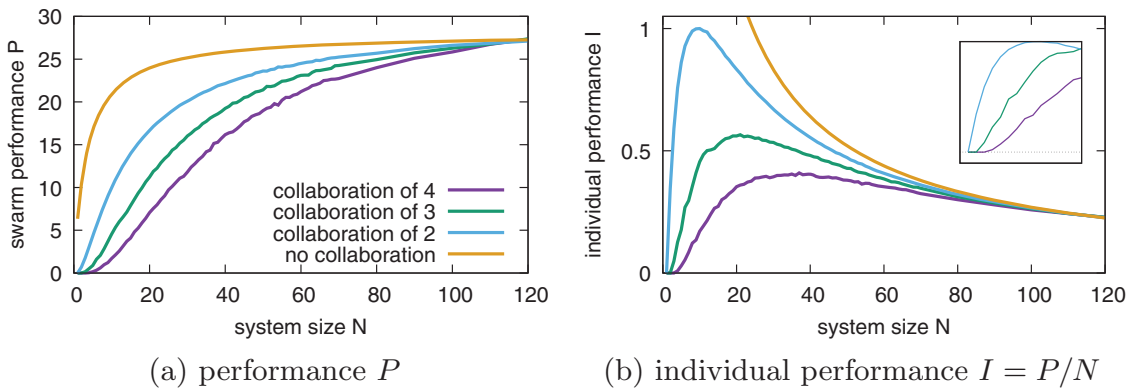 30
25
20
15
10
5
0
swarm performance P
collaboration of 4
collaboration of 3
collaboration of 2
no collaboration
0 20 40 60 80 100 120
system size N
(a) performance P
1
0.5
0
individual performance I
0 20 40 60 80 100 120
system size N
(b) individual performance I = P/N